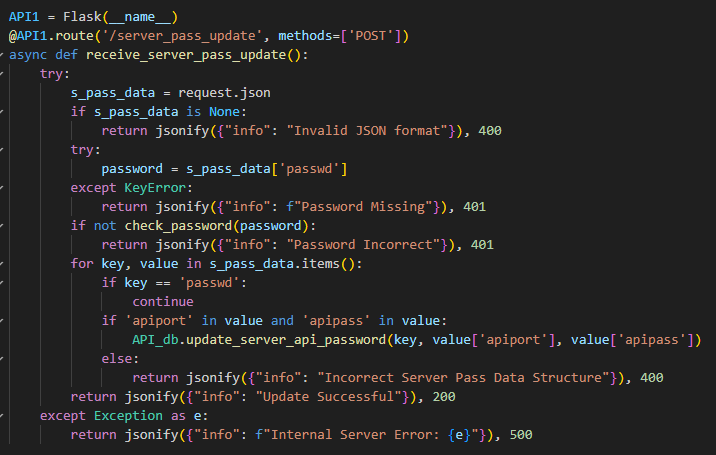 API1 = Flask(__name__)
@API1.route('/server_pass_update', methods=['POST'])
async def receive_server_pass_update():
    try:
        s_pass_data = request.json
        if s_pass_data is None:
            return jsonify({"info": "Invalid JSON format"}), 400
        try:
            password = s_pass_data['passwd']
        except KeyError:
            return jsonify({"info": f"Password Missing"}), 401
        if not check_password(password):
            return jsonify({"info": "Password Incorrect"}), 401
        for key, value in s_pass_data.items():
            if key == 'passwd':
                continue
            if 'apiport' in value and 'apipass' in value:
                API_db.update_server_api_password(key, value['apiport'], value['apipass'])
            else:
                return jsonify({"info": "Incorrect Server Pass Data Structure"}), 400
        return jsonify({"info": "Update Successful"}), 200
    except Exception as e:
        return jsonify({"info": f"Internal Server Error: {e}"}), 500